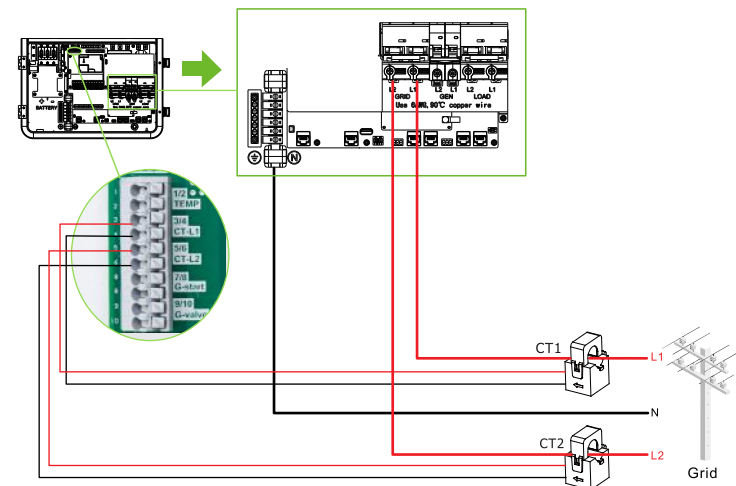 BATTERY
L2 L1 L2 L1 L2 L1
GRID GEN LOAD
Use 6AWG, 90℃ copper wire
N
1 1/2
2 TEMP
3 3/4
4 CT-L1
5 5/6
6 CT-L2
7/8
8 G-start
9 9/10
10 G-valve
CT1
L1
N
CT2
L2
Grid